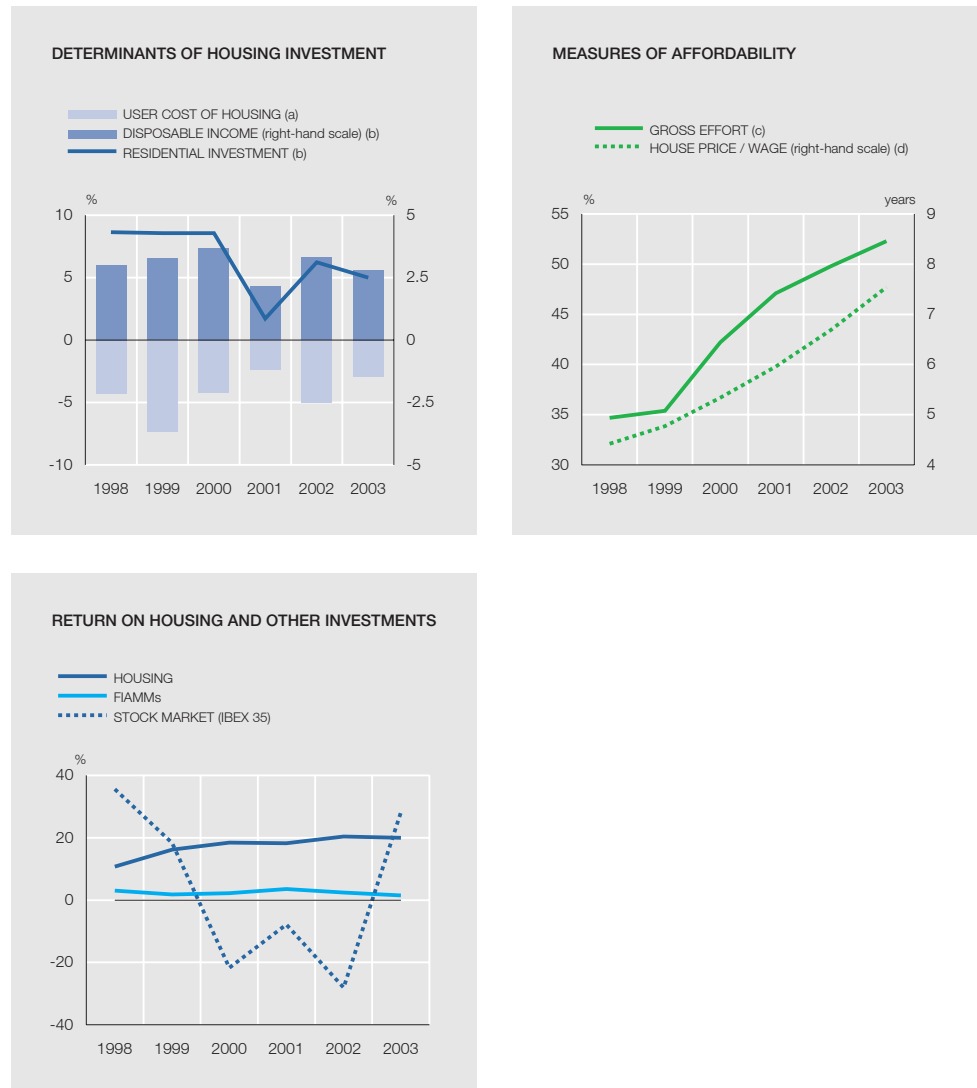 DETERMINANTS OF HOUSING INVESTMENT
USER COST OF HOUSING (a)
DISPOSABLE INCOME (right-hand scale) (b)
RESIDENTIAL INVESTMENT (b)
% %
10 5
5 2.5
0 0
-5 -2.5
-10 -5
1998 1999 2000 2001 2002 2003
MEASURES OF AFFORDABILITY
GROSS EFFORT (c)
HOUSE PRICE / WAGE (right-hand scale) (d)
% years
55 9
50 8
45 7
40 6
35 5
30 4
1998 1999 2000 2001 2002 2003
RETURN ON HOUSING AND OTHER INVESTMENTS
HOUSING
FIAMMs
STOCK MARKET (IBEX 35)
%
40
20
0
-20
-40
1998 1999 2000 2001 2002 2003